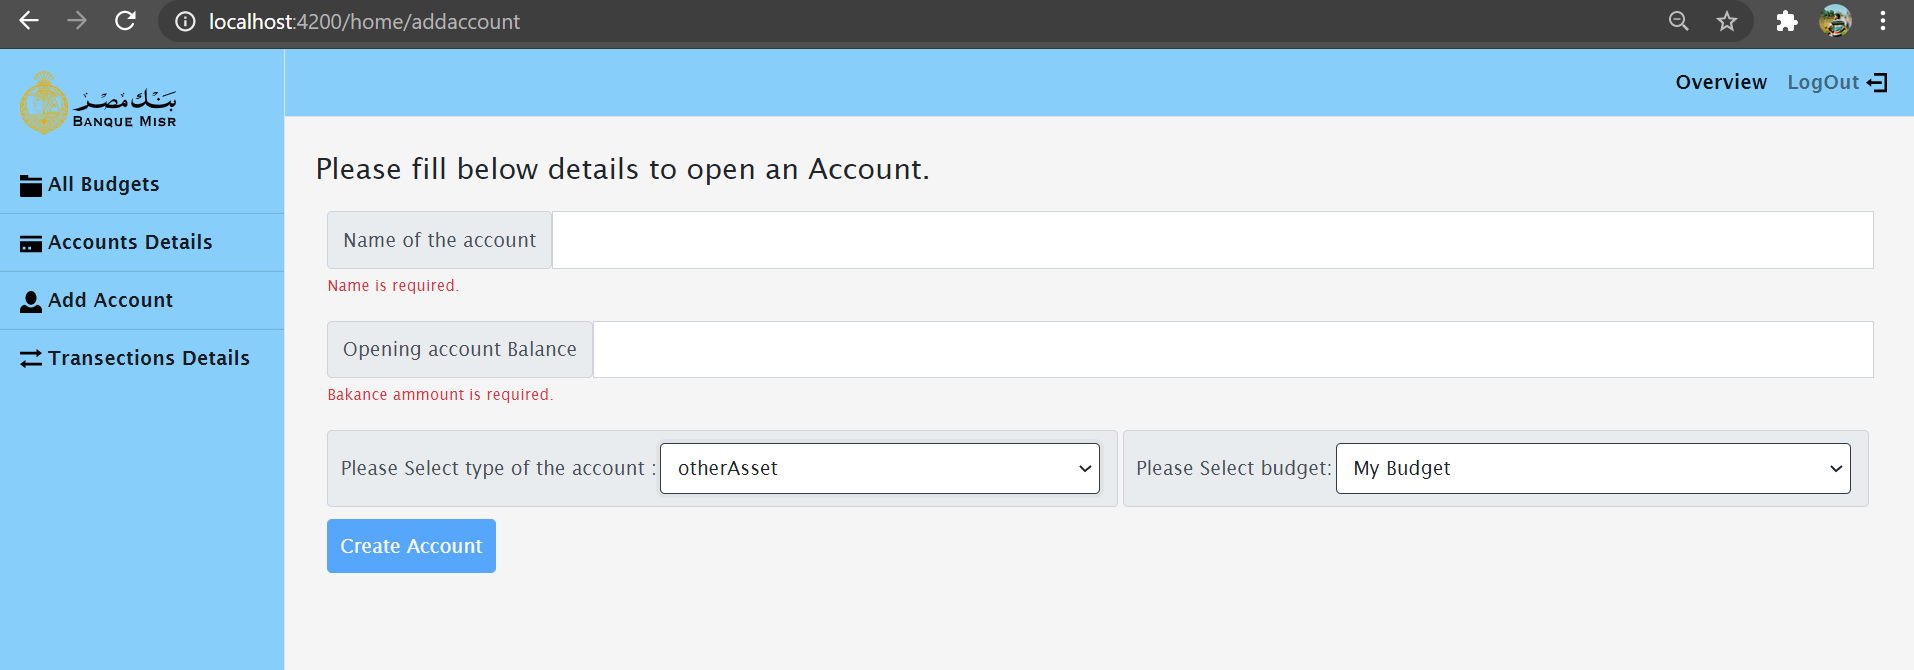 localhost:4200/home/addaccount
بنك مصر
BANQUE MISR
Overview LogOut
All Budgets
Accounts Details
Add Account
Transections Details
Please fill below details to open an Account.
Name of the account
Name is required.
Opening account Balance
Bakance ammount is required.
Please Select type of the account : otherAsset Please Select budget: My Budget
Create Account